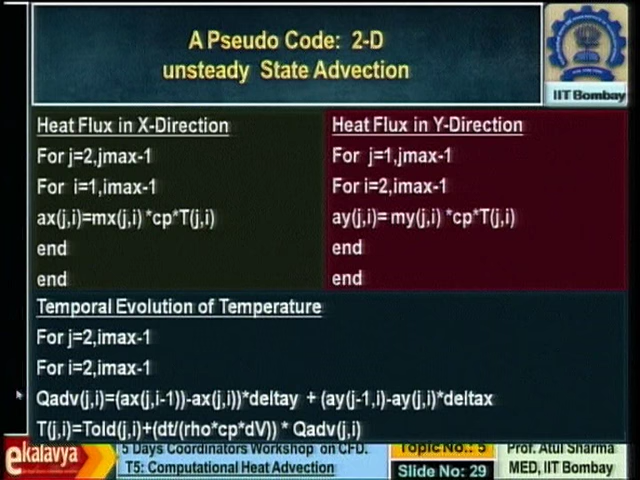 A Pseudo Code: 2-D
unsteady State Advection
IIT Bombay
Heat Flux in X-Direction
For j=2,jmax-1
For i=1,imax-1
ax(j,i)=mx(j,i) *cp*T(j,i)
end
end
Heat Flux in Y-Direction
For j=1,jmax-1
For i=2,imax-1
ay(j,i)= my(j,i) *cp*T(j,i)
end
end
Temporal Evolution of Temperature
For j=2,imax-1
For i=2,imax-1
Qadv(j,i)=(ax(j,i-1))-ax(j,i))*deltay + (ay(j-1,i)-ay(j,i)*deltax
T(j,i)=Told(j,i)+(dt/(rho*cp*dV)) * Qadv(j,i)
ekalavya
5 Days Coordinators Workshop on CFD.
T5: Computational Heat Advection
Topic No.: 5
Slide No: 29
Prof. Atul Sharma
MED, IIT Bombay